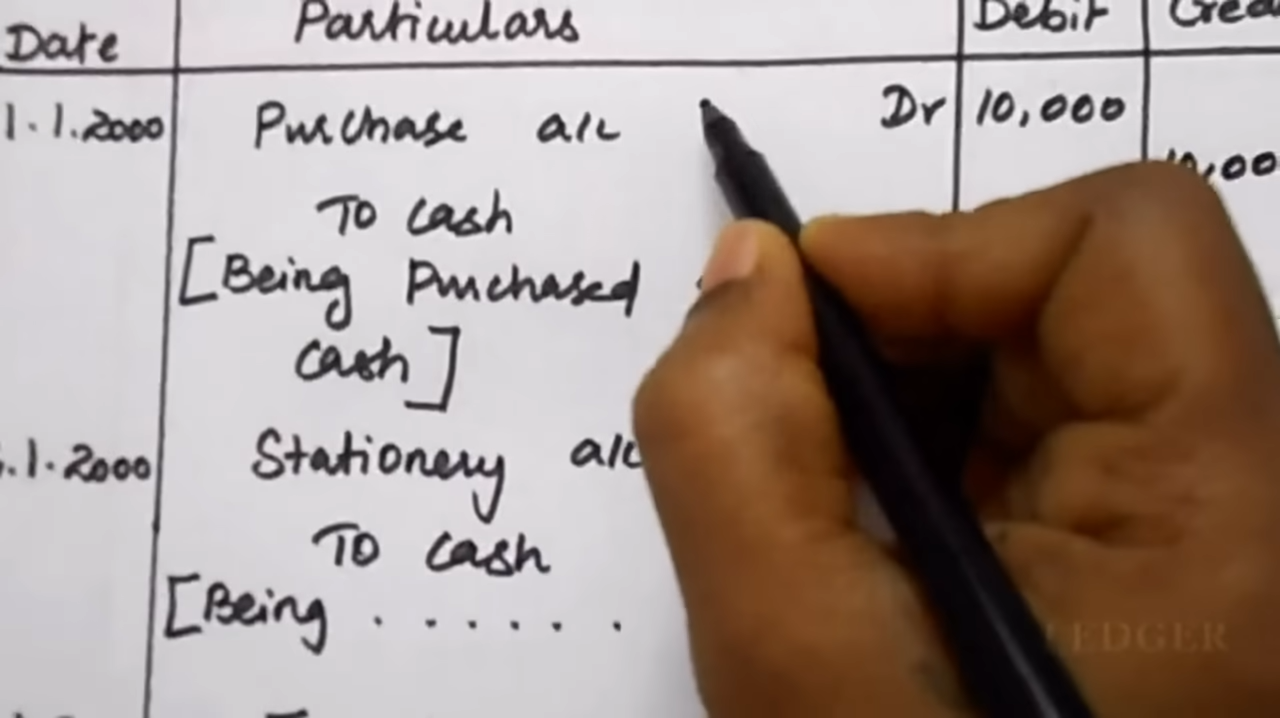 Date Particulars Debit
1.1.2000 Purchase a/c Dr 10,000
To cash
[Being Purchased
cash]
.1.2000 Stationery a/c
To cash
[Being . . . . . .
LEDGER